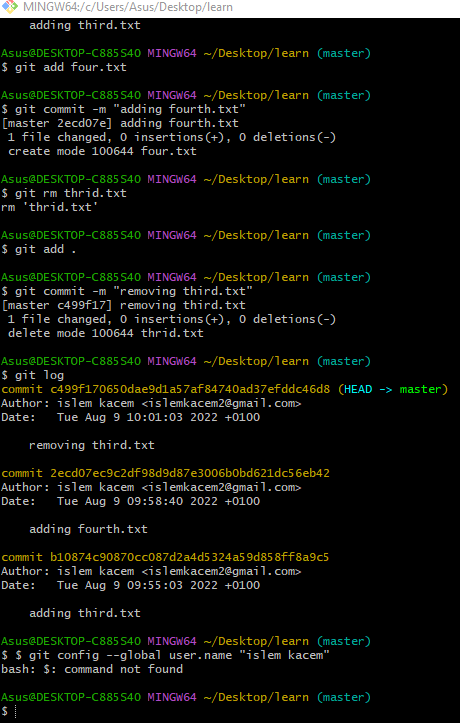 MINGW64:/c/Users/Asus/Desktop/learn
    adding third.txt
Asus@DESKTOP-C885S4O MINGW64 ~/Desktop/learn (master)
$ git add four.txt
Asus@DESKTOP-C885S4O MINGW64 ~/Desktop/learn (master)
$ git commit -m "adding fourth.txt"
[master 2ecd07e] adding fourth.txt
 1 file changed, 0 insertions(+), 0 deletions(-)
 create mode 100644 four.txt
Asus@DESKTOP-C885S4O MINGW64 ~/Desktop/learn (master)
$ git rm thrid.txt
rm 'thrid.txt'
Asus@DESKTOP-C885S4O MINGW64 ~/Desktop/learn (master)
$ git add .
Asus@DESKTOP-C885S4O MINGW64 ~/Desktop/learn (master)
$ git commit -m "removing third.txt"
[master c499f17] removing third.txt
 1 file changed, 0 insertions(+), 0 deletions(-)
 delete mode 100644 thrid.txt
Asus@DESKTOP-C885S4O MINGW64 ~/Desktop/learn (master)
$ git log
commit c499f170650dae9d1a57af84740ad37efddc46d8 (HEAD -> master)
Author: islem kacem <islemkacem2@gmail.com>
Date:   Tue Aug 9 10:01:03 2022 +0100
    removing third.txt
commit 2ecd07ec9c2df98d9d87e3006b0bd621dc56eb42
Author: islem kacem <islemkacem2@gmail.com>
Date:   Tue Aug 9 09:58:40 2022 +0100
    adding fourth.txt
commit b10874c90870cc087d2a4d5324a59d858ff8a9c5
Author: islem kacem <islemkacem2@gmail.com>
Date:   Tue Aug 9 09:55:03 2022 +0100
    adding third.txt
Asus@DESKTOP-C885S4O MINGW64 ~/Desktop/learn (master)
$ $ git config --global user.name "islem kacem"
bash: $: command not found
Asus@DESKTOP-C885S4O MINGW64 ~/Desktop/learn (master)
$